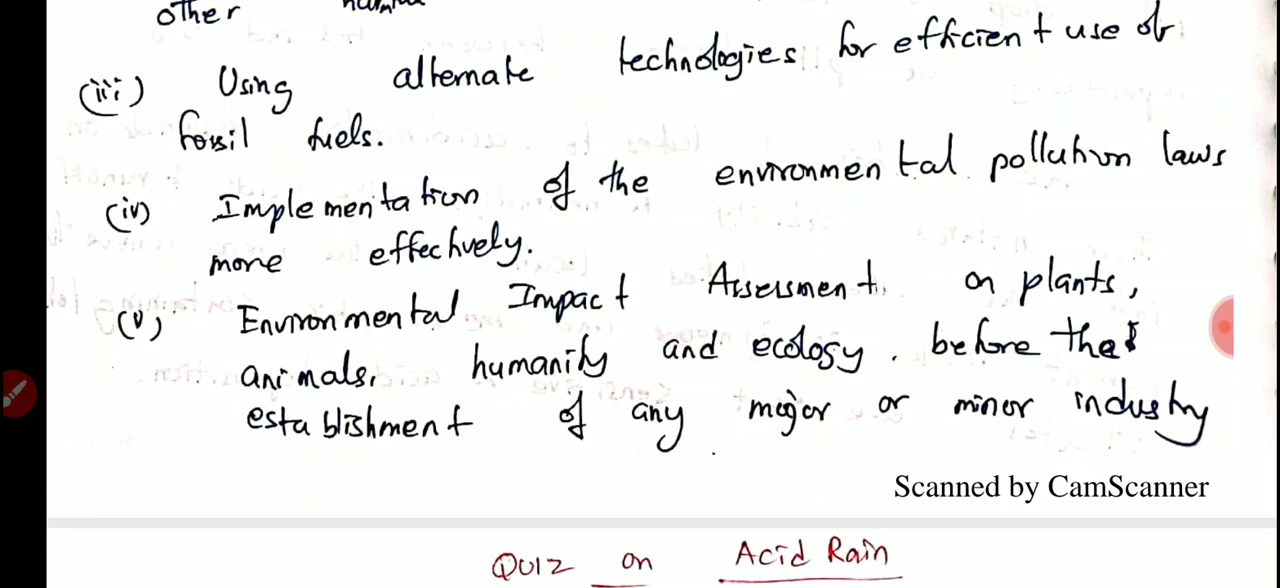 other
(iii) Using alternate technologies for efficient use of
fossil fuels.
(iv) Implementation of the environmental pollution laws
more effectively.
(v) Environmental Impact Assessment on plants,
animals, humanity and ecology. before the
establishment of any major or minor industry
Scanned by CamScanner
QUIZ on Acid Rain